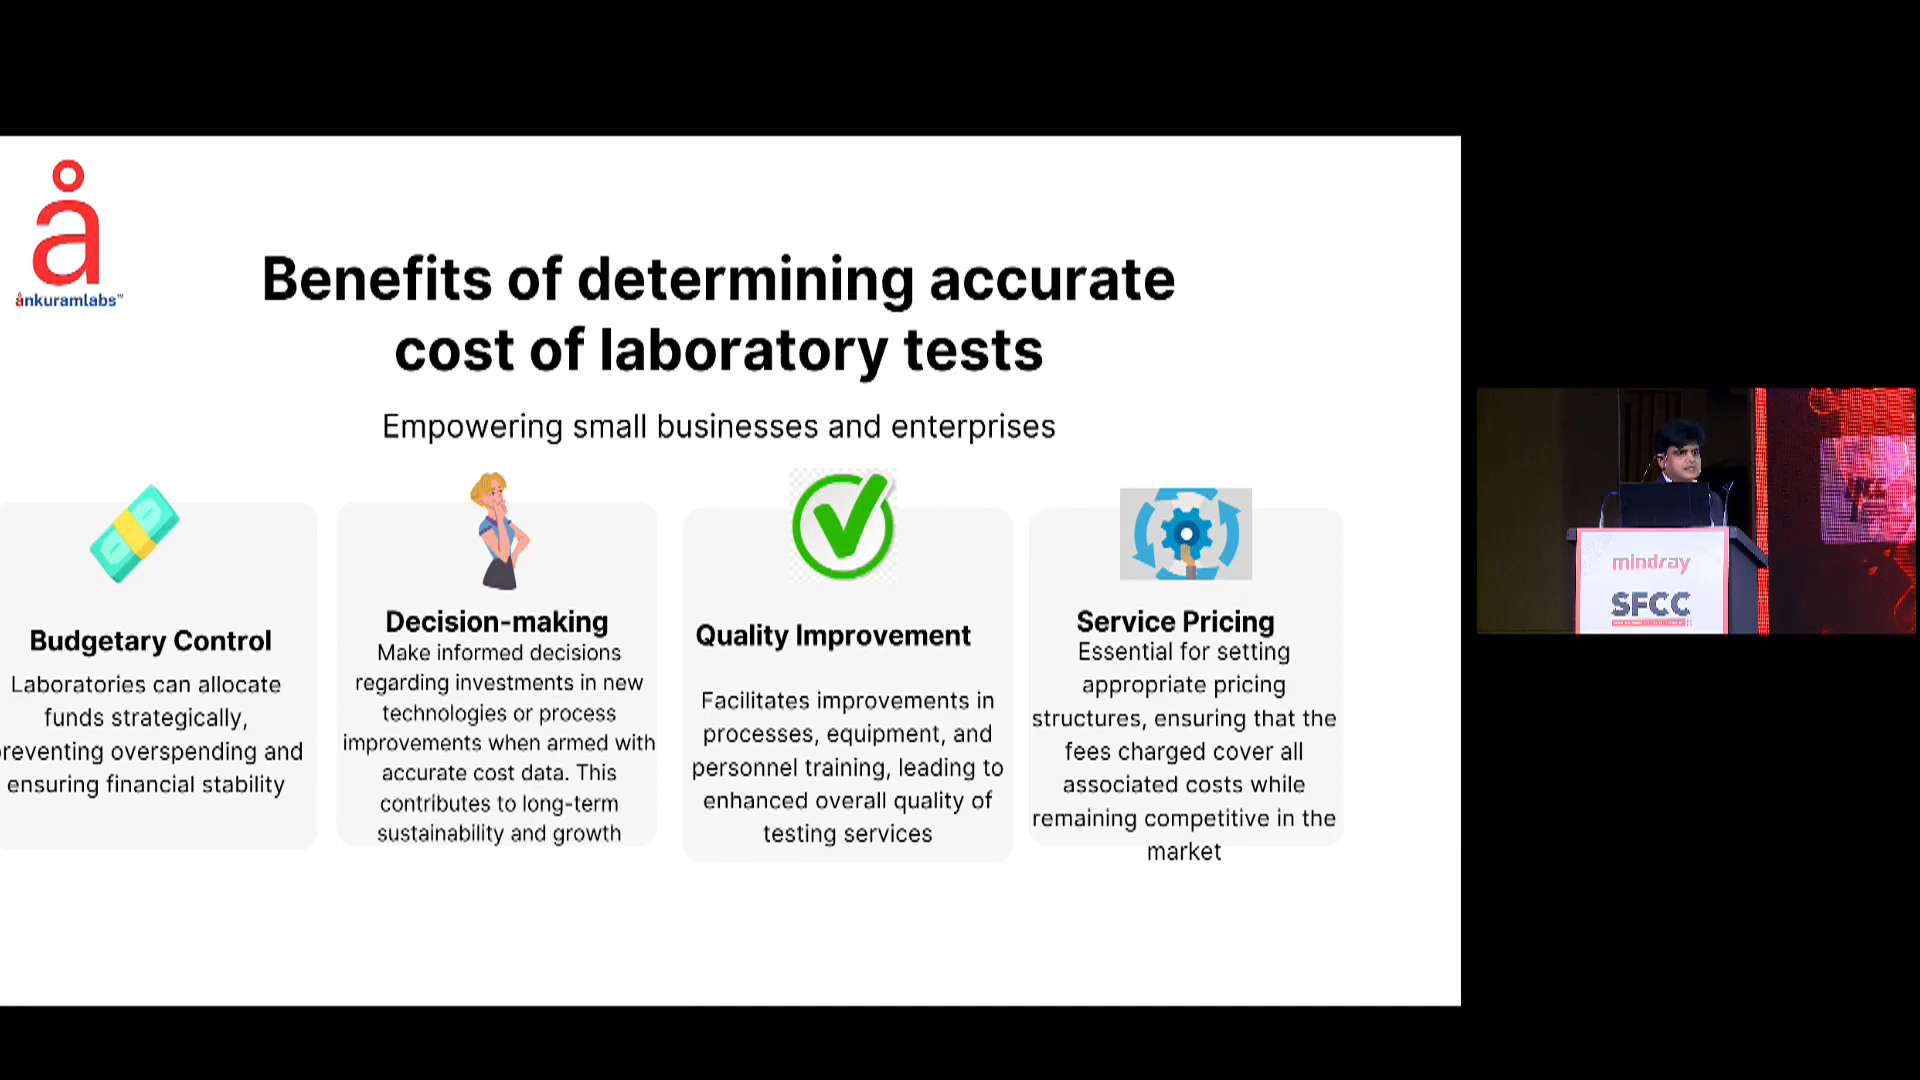 ånkuramlabs™
Benefits of determining accurate
cost of laboratory tests
Empowering small businesses and enterprises
Budgetary Control
Laboratories can allocate
funds strategically,
preventing overspending and
ensuring financial stability
Decision-making
Make informed decisions
regarding investments in new
technologies or process
improvements when armed with
accurate cost data. This
contributes to long-term
sustainability and growth
Quality Improvement
Facilitates improvements in
processes, equipment, and
personnel training, leading to
enhanced overall quality of
testing services
Service Pricing
Essential for setting
appropriate pricing
structures, ensuring that the
fees charged cover all
associated costs while
remaining competitive in the
market
mindray
SFCC